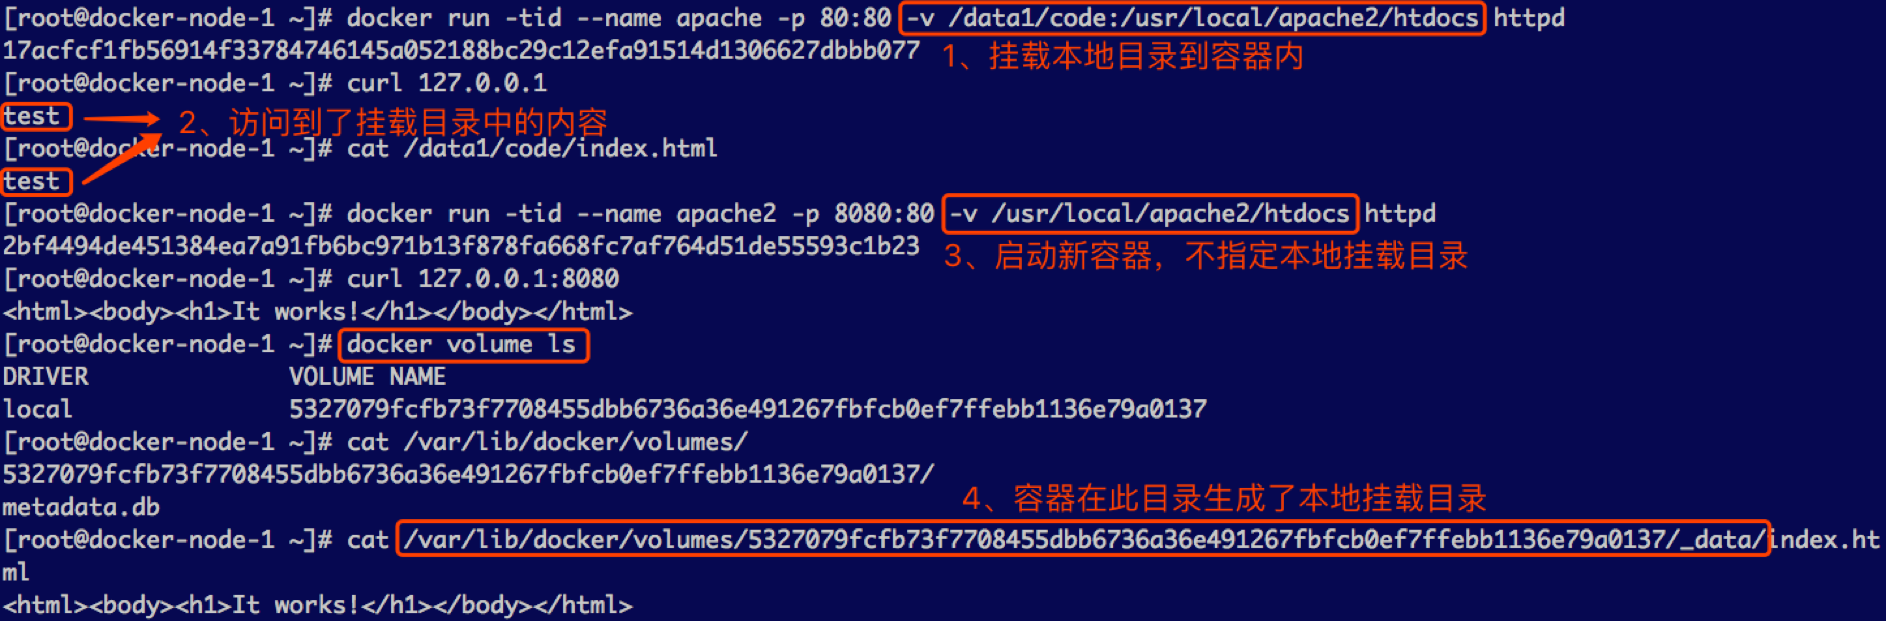 [root@docker-node-1 ~]# docker run -tid --name apache -p 80:80 -v /data1/code:/usr/local/apache2/htdocs httpd
17acfcf1fb56914f33784746145a052188bc29c12efa91514d1306627dbbb077
1、挂载本地目录到容器内
[root@docker-node-1 ~]# curl 127.0.0.1
test
2、访问到了挂载目录中的内容
[root@docker-node-1 ~]# cat /data1/code/index.html
test
[root@docker-node-1 ~]# docker run -tid --name apache2 -p 8080:80 -v /usr/local/apache2/htdocs httpd
2bf4494de451384ea7a91fb6bc971b13f878fa668fc7af764d51de55593c1b23
3、启动新容器，不指定本地挂载目录
[root@docker-node-1 ~]# curl 127.0.0.1:8080
<html><body><h1>It works!</h1></body></html>
[root@docker-node-1 ~]# docker volume ls
DRIVER VOLUME NAME
local 5327079fcfb73f7708455dbb6736a36e491267fbfcb0ef7ffebb1136e79a0137
[root@docker-node-1 ~]# cat /var/lib/docker/volumes/
5327079fcfb73f7708455dbb6736a36e491267fbfcb0ef7ffebb1136e79a0137/
4、容器在此目录生成了本地挂载目录
metadata.db
[root@docker-node-1 ~]# cat /var/lib/docker/volumes/5327079fcfb73f7708455dbb6736a36e491267fbfcb0ef7ffebb1136e79a0137/_data/index.ht
ml
<html><body><h1>It works!</h1></body></html>